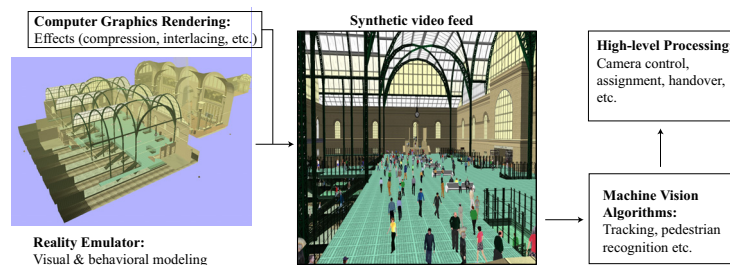 Computer Graphics Rendering:
Effects (compression, interlacing, etc.)
Reality Emulator:
Visual & behavioral modeling
Synthetic video feed
High-level Processing:
Camera control,
assignment, handover,
etc.
Machine Vision
Algorithms:
Tracking, pedestrian
recognition etc.